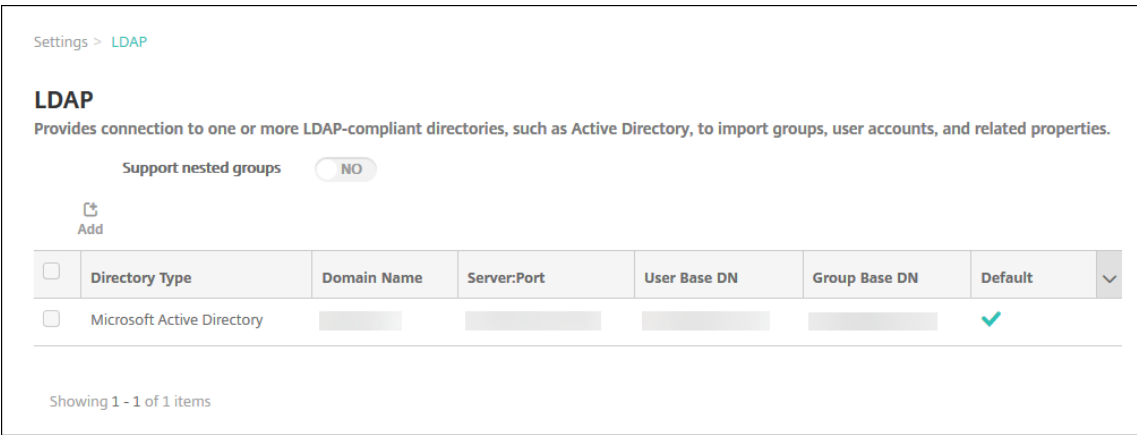 Settings > LDAP
LDAP
Provides connection to one or more LDAP-compliant directories, such as Active Directory, to import groups, user accounts, and related properties.
Support nested groups NO
Add
Directory Type Domain Name Server:Port User Base DN Group Base DN Default
Microsoft Active Directory
Showing 1 - 1 of 1 items